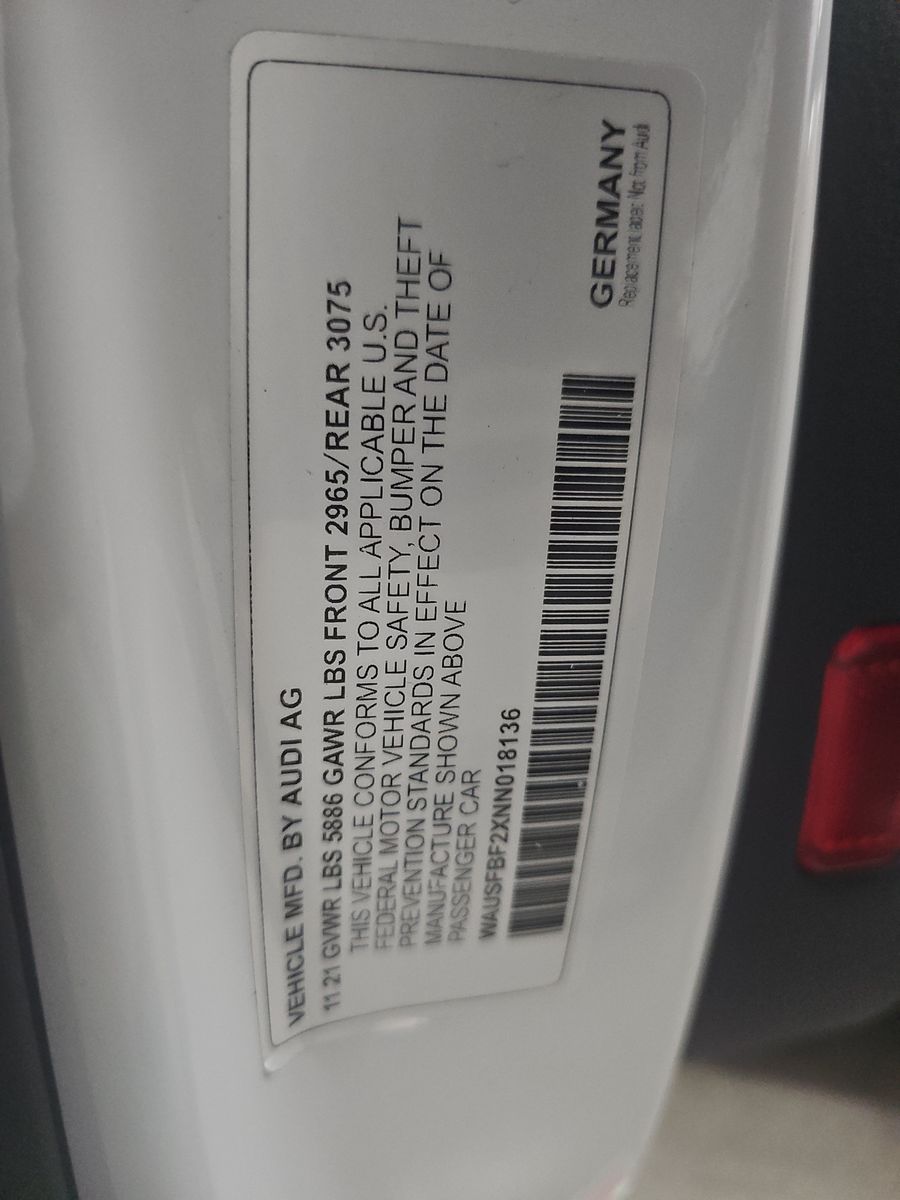 VEHICLE MFD. BY AUDI AG
11 21 GVWR LBS 5886 GAWR LBS FRONT 2965/REAR 3075
THIS VEHICLE CONFORMS TO ALL APPLICABLE U.S.
FEDERAL MOTOR VEHICLE SAFETY, BUMPER AND THEFT
PREVENTION STANDARDS IN EFFECT ON THE DATE OF
MANUFACTURE SHOWN ABOVE
PASSENGER CAR
WAUSFBF2XNN018136
GERMANY
Replacement label: Not from Audi